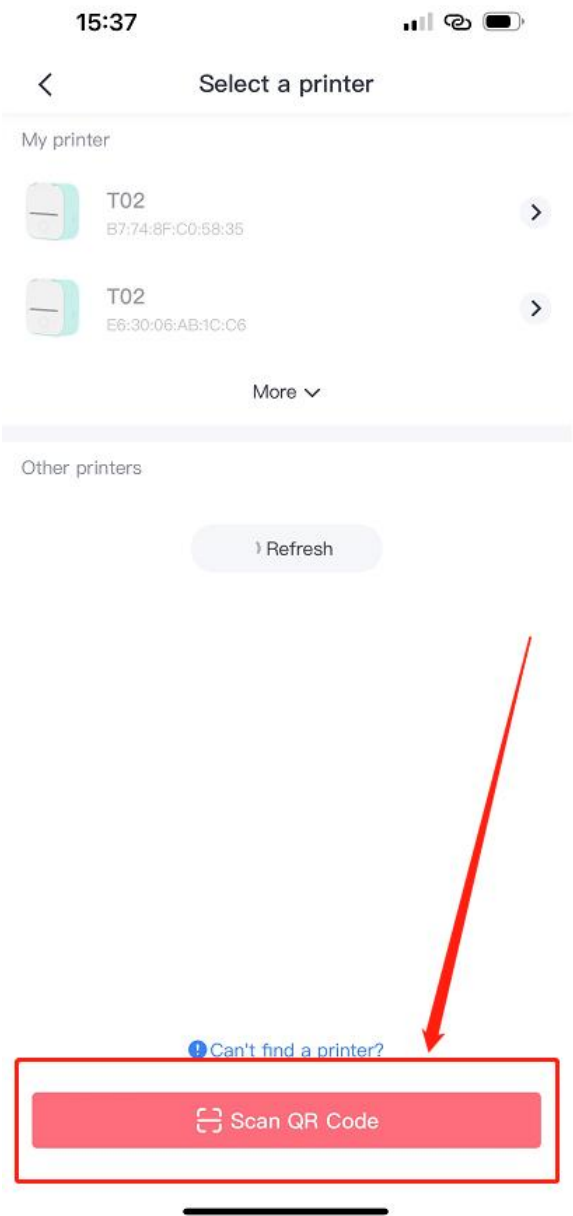 15:37
Select a printer
My printer
T02
B7:74:8F:C0:58:35
T02
E6:30:06:AB:1C:C6
More
Other printers
Refresh
Can't find a printer?
Scan QR Code